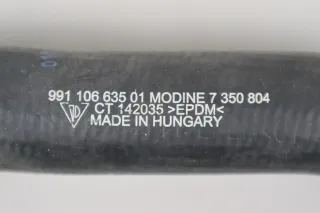 991 106 635 01 MODINE 7 350 804
CT 142035 >EPDM<
MADE IN HUNGARY